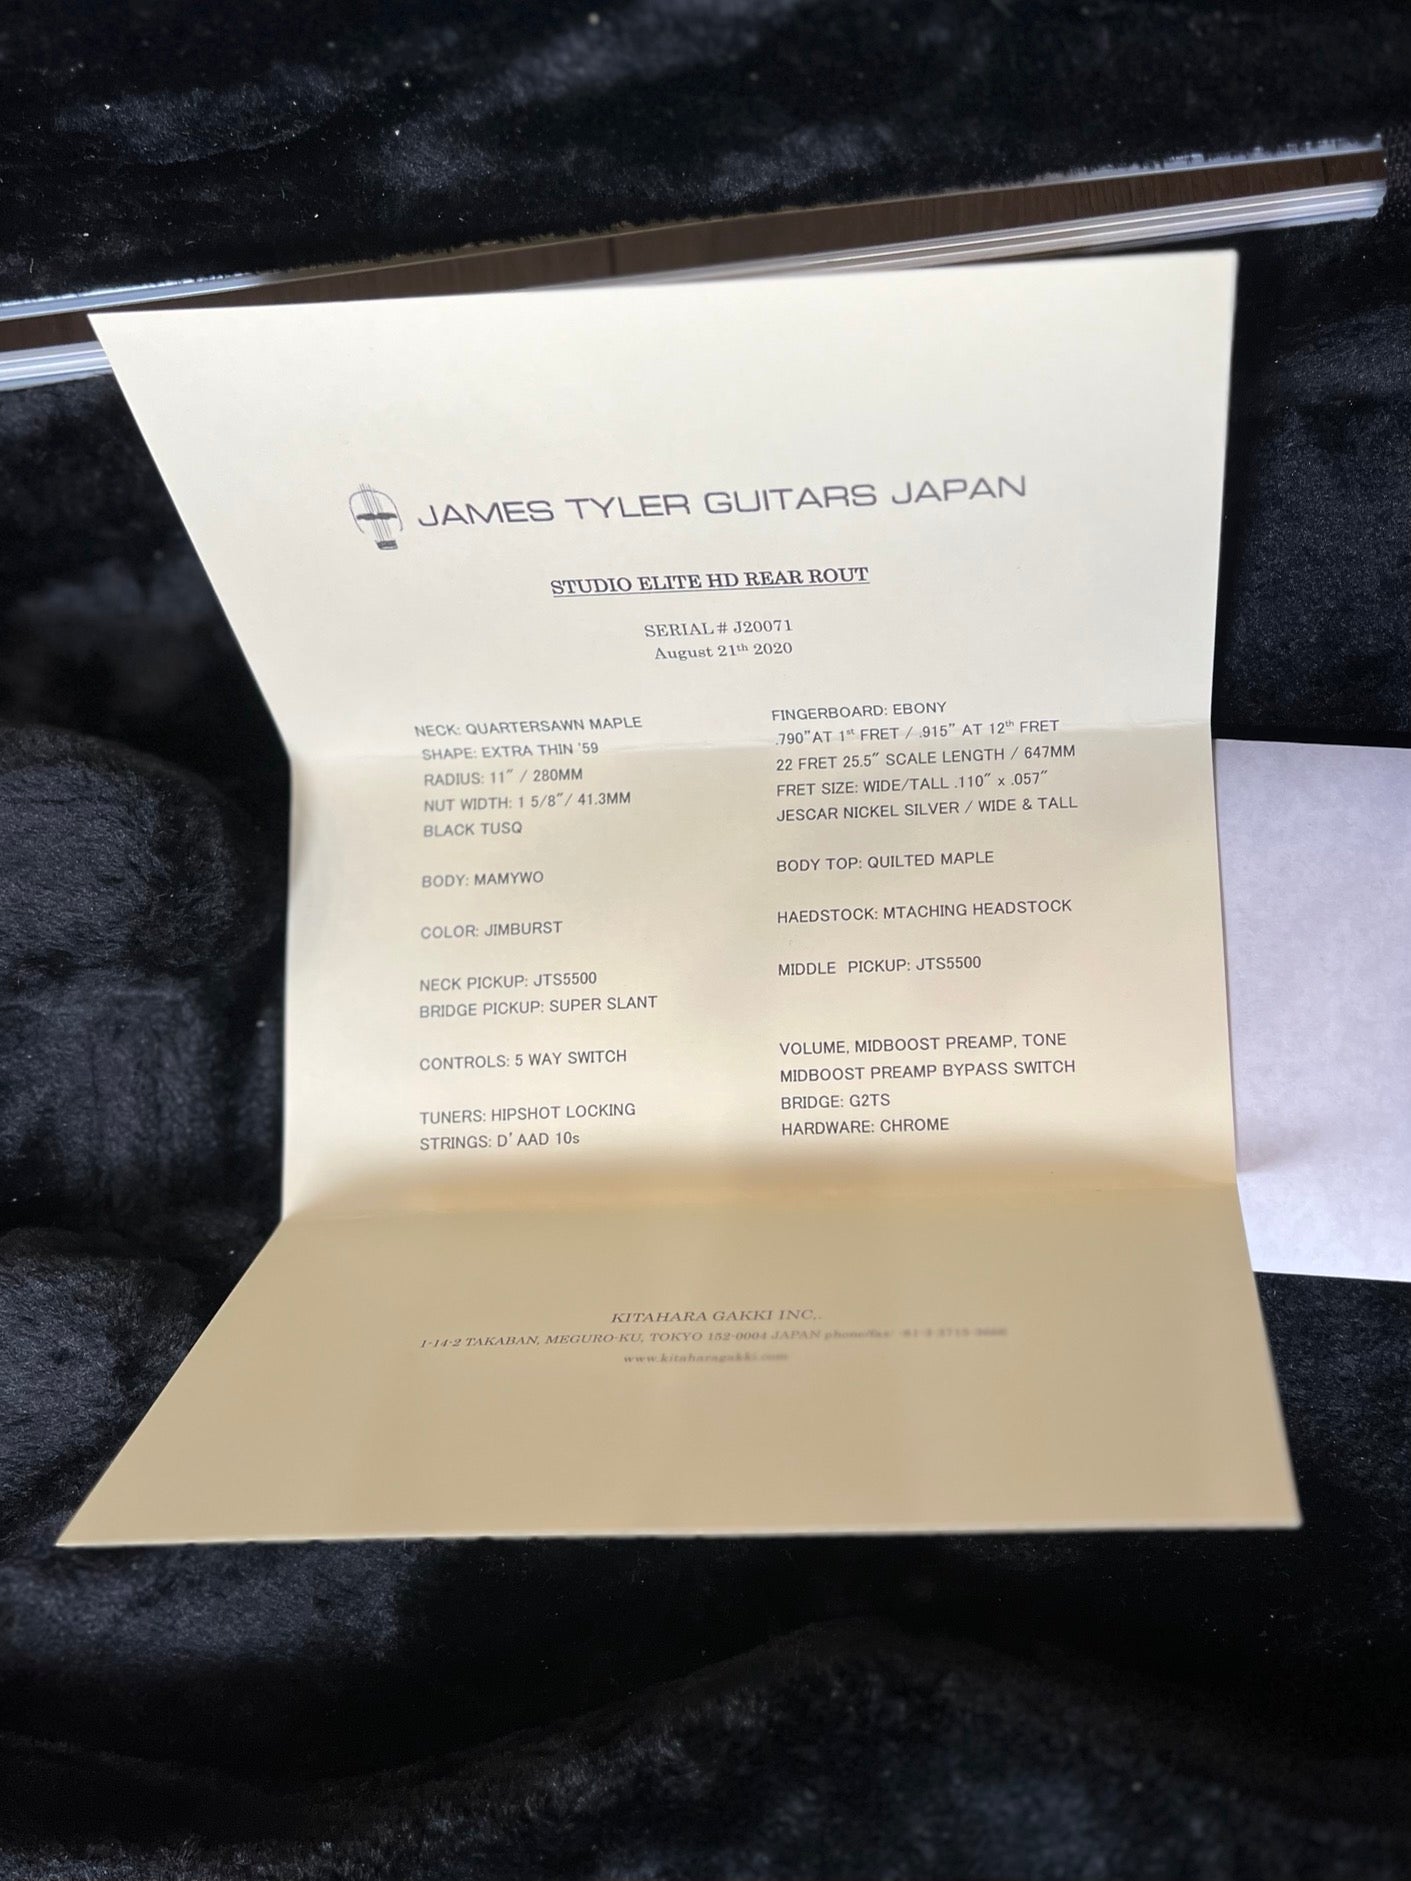 JAMES TYLER GUITARS JAPAN
STUDIO ELITE HD REAR ROUT
SERIAL# J20071
August 21th 2020
NECK: QUARTERSAWN MAPLE
SHAPE: EXTRA THIN '59
RADIUS: 11″ / 280MM
NUT WIDTH: 1 5/8″/ 41.3MM
BLACK TUSQ
BODY: MAMYWO
COLOR: JIMBURST
NECK PICKUP: JTS5500
BRIDGE PICKUP: SUPER SLANT
CONTROLS: 5 WAY SWITCH
TUNERS: HIPSHOT LOCKING
STRINGS: D' AAD 10s
FINGERBOARD: EBONY
.790”AT 1st FRET / .915” AT 12th FRET
22 FRET 25.5″ SCALE LENGTH / 647MM
FRET SIZE: WIDE/TALL .110″ x .057″
JESCAR NICKEL SILVER / WIDE & TALL
BODY TOP: QUILTED MAPLE
HAEDSTOCK: MTACHING HEADSTOCK
MIDDLE PICKUP: JTS5500
VOLUME, MIDBOOST PREAMP, TONE
MIDBOOST PREAMP BYPASS SWITCH
BRIDGE: G2TS
HARDWARE: CHROME
KITAHARA GAKKI INC,.
1-14-2 TAKABAN, MEGURO-KU, TOKYO 152-0004 JAPAN phone/fax/
www.kitaharagakki.com